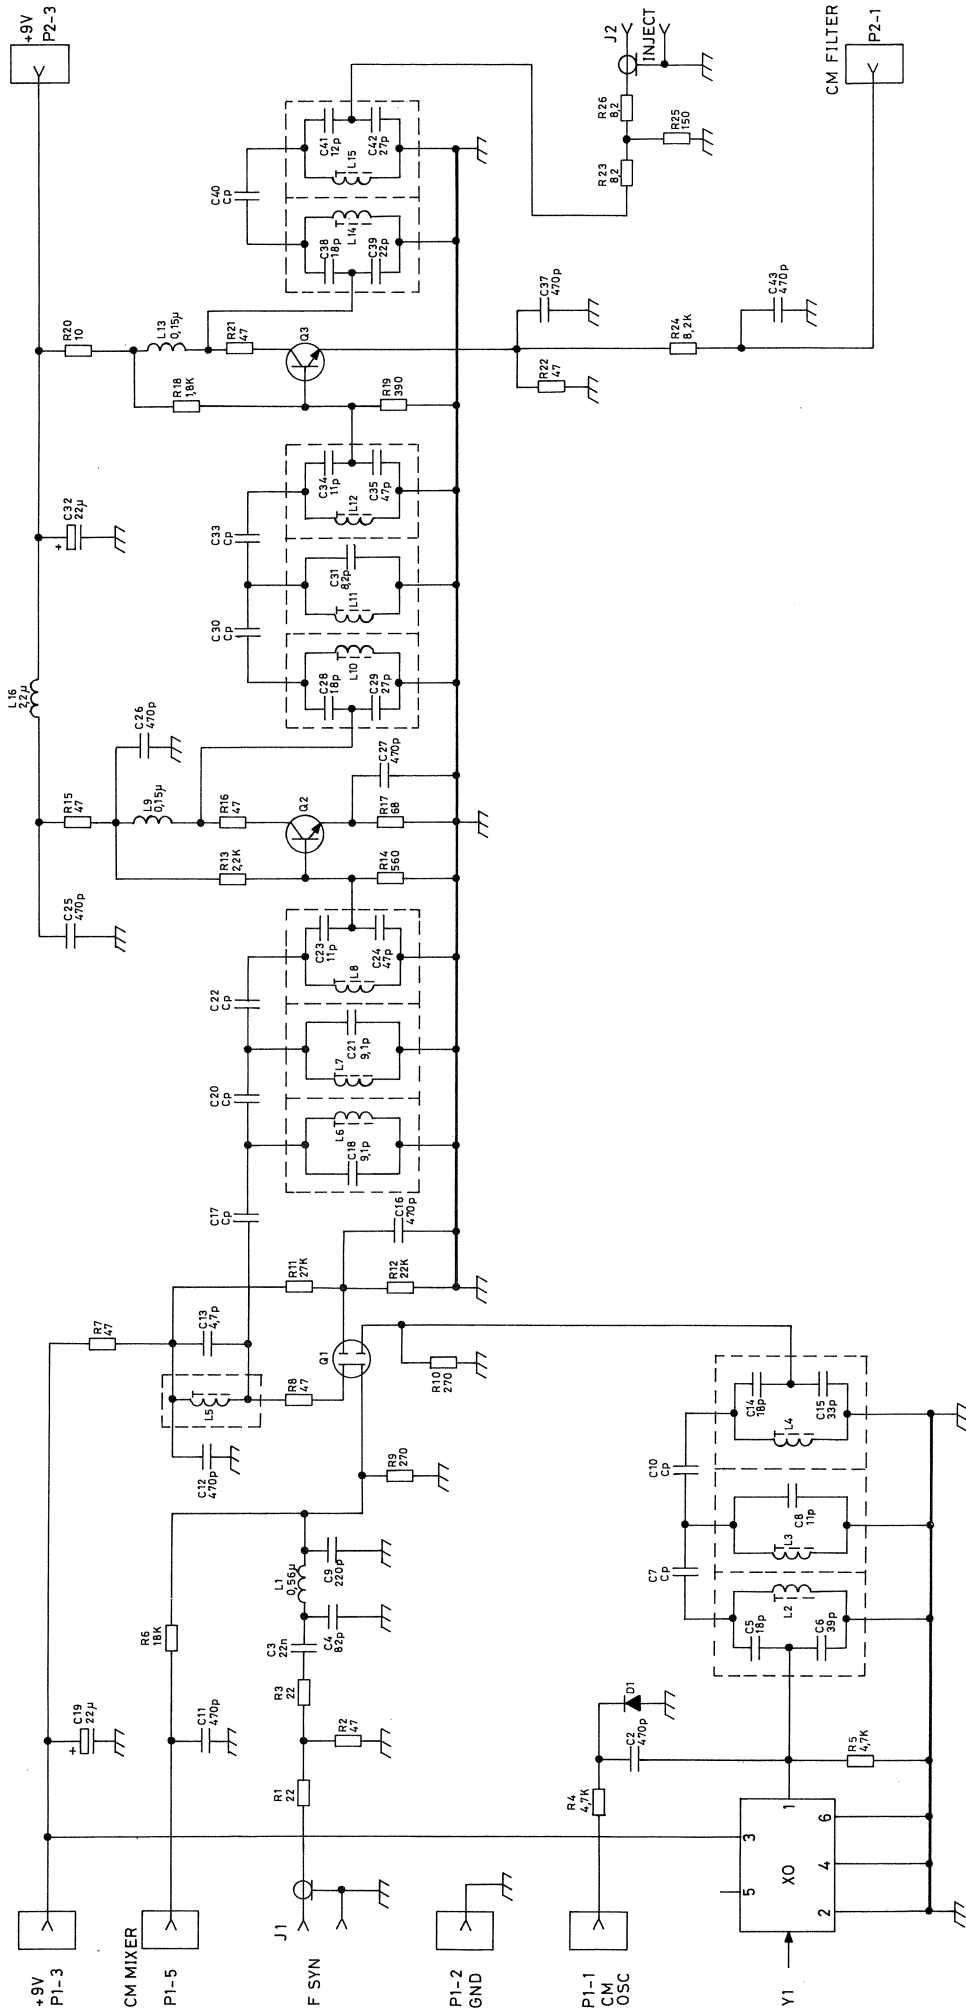 +9V
P1-3
CM MIXER
P1-5
F SYN
J1
P1-2
GND
P1-1
CM
OSC
Y1
XO
1
2
3
4
5
6
C19
22µ
+
R6
18K
C11
470p
R1
22
R2
47
R3
22
C3
22n
C4
82p
L1
0,56µ
C9
220p
R4
4,7K
C2
470p
D1
R5
4,7K
C5
18p
C6
39p
L2
C7
Cp
L3
C8
11p
C10
Cp
L4
C14
18p
C15
33p
R9
270
R10
270
Q1
R8
47
C12
470p
L5
C13
4,7p
R7
47
R11
27K
R12
22K
C16
470p
C17
Cp
C18
9,1p
L6
C20
Cp
L7
C21
9,1p
C22
Cp
L8
C23
11p
C24
47p
C25
470p
R13
2,2K
R14
560
R15
47
L9
0,15µ
R16
47
Q2
R17
68
C26
470p
C27
470p
L16
2,2µ
C28
18p
C29
27p
L10
C30
Cp
L11
C31
8,2p
C33
Cp
L12
C34
11p
C35
47p
C32
22µ
+
R20
10
R18
1,8K
R19
390
L13
0,15µ
R21
47
Q3
C38
18p
C39
22p
L14
C40
Cp
L15
C41
12p
C42
27p
R22
47
C37
470p
R24
8,2K
C43
470p
R23
8,2
R26
8,2
R25
150
J2
INJECT
+9V
P2-3
CM FILTER
P2-1